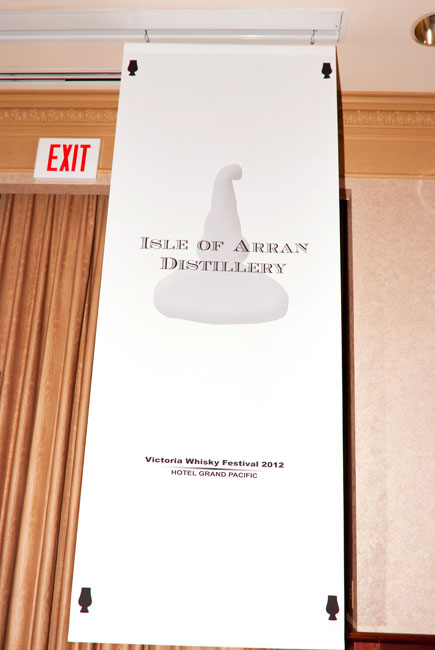 EXIT
Isle of Arran
Distillery
Victoria Whisky Festival 2012
HOTEL GRAND PACIFIC